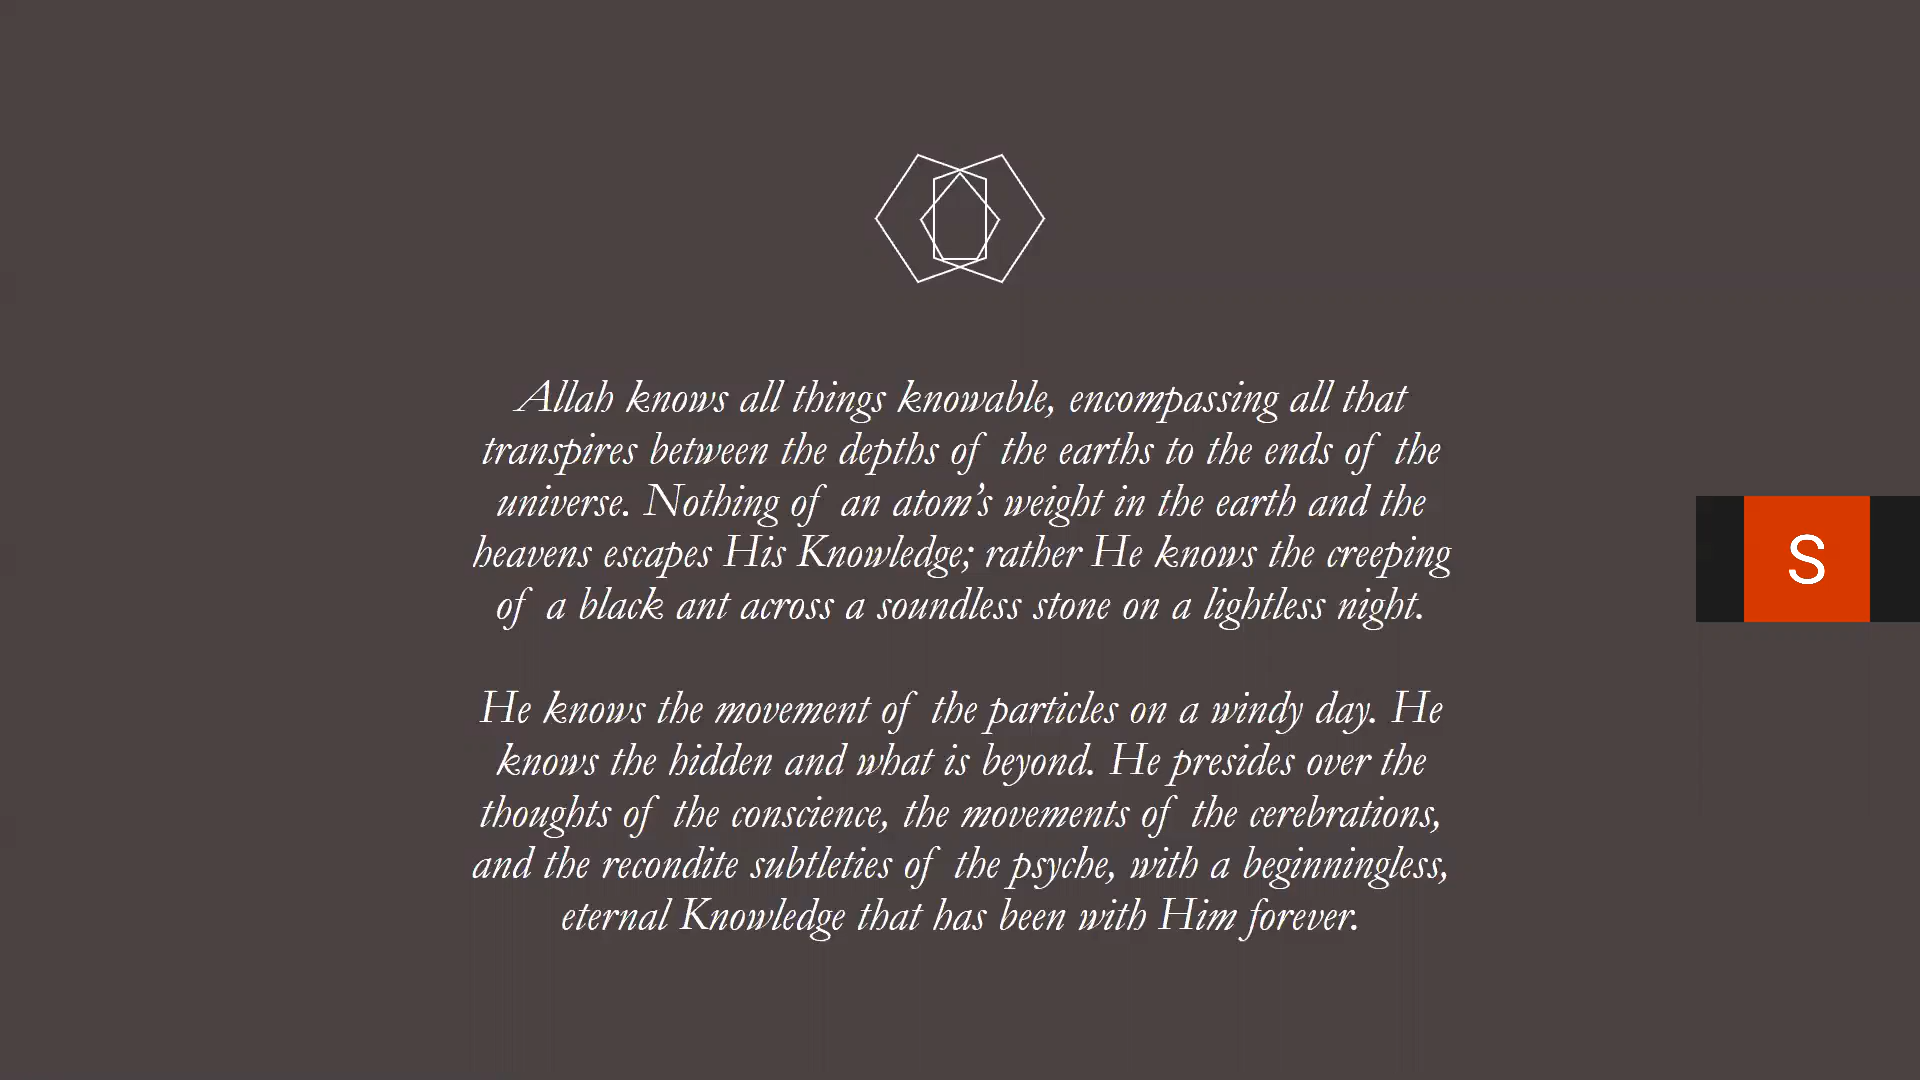 Allah knows all things knowable, encompassing all that
transpires between the depths of the earths to the ends of the
universe. Nothing of an atom’s weight in the earth and the
heavens escapes His Knowledge; rather He knows the creeping
of a black ant across a soundless stone on a lightless night.
He knows the movement of the particles on a windy day. He
knows the hidden and what is beyond. He presides over the
thoughts of the conscience, the movements of the cerebrations,
and the recondite subtleties of the psyche, with a beginningless,
eternal Knowledge that has been with Him forever.
S